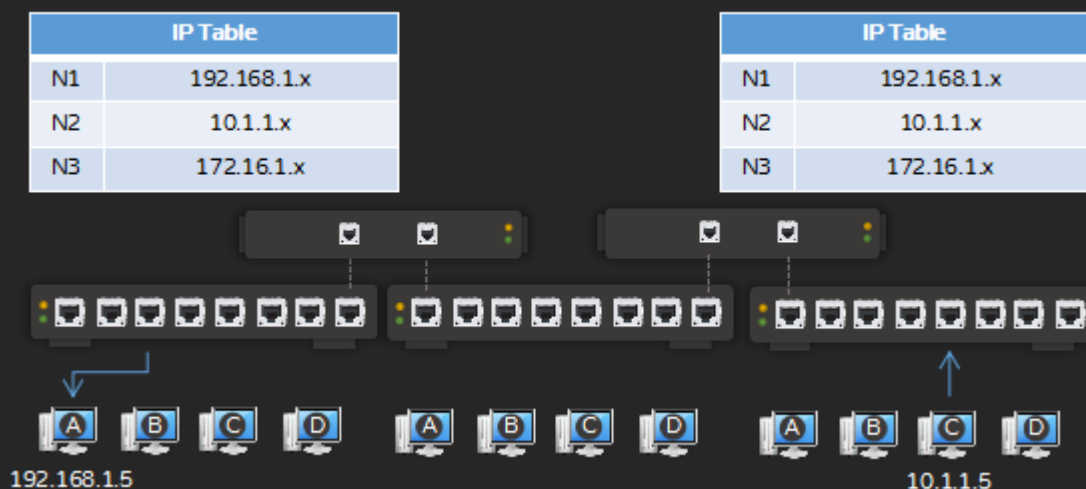 IP Table
N1 192.168.1.x
N2 10.1.1.x
N3 172.16.1.x
IP Table
N1 192.168.1.x
N2 10.1.1.x
N3 172.16.1.x
A B C D A B C D A B C D
192.168.1.5 10.1.1.5